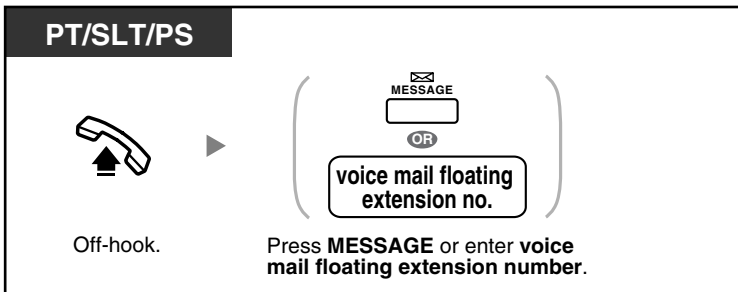 PT/SLT/PS
MESSAGE
OR
voice mail floating
extension no.
Off-hook.
Press MESSAGE or enter voice
mail floating extension number.